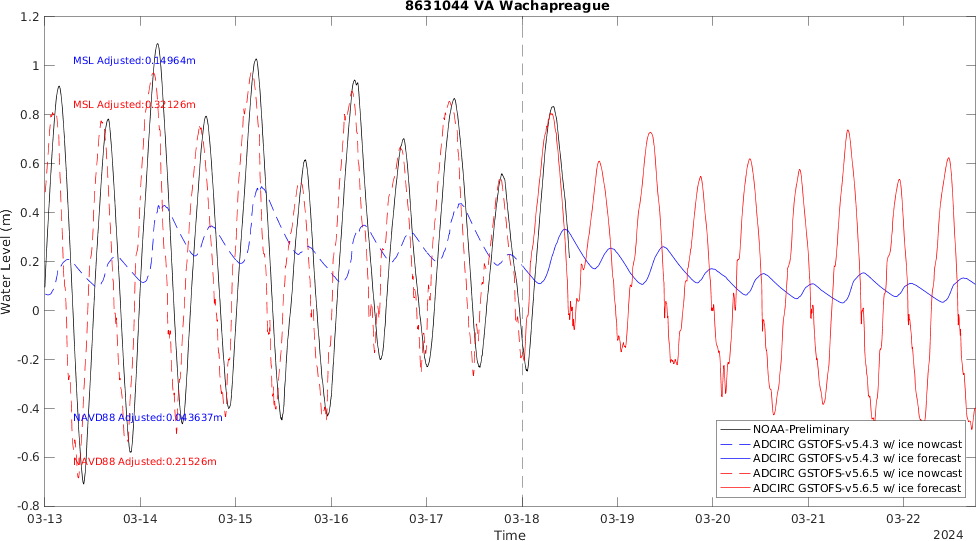 8631044 VA Wachapreague
1.2
1
0.8
0.6
0.4
0.2
0
-0.2
-0.4
-0.6
-0.8
Water Level (m)
MSL Adjusted:0.14964m
MSL Adjusted:0.32126m
NAVD88 Adjusted:0.043637m
NAVD88 Adjusted:0.21526m
NOAA-Preliminary
ADCIRC GSTOFS-v5.4.3 w/ ice nowcast
ADCIRC GSTOFS-v5.4.3 w/ ice forecast
ADCIRC GSTOFS-v5.6.5 w/ ice nowcast
ADCIRC GSTOFS-v5.6.5 w/ ice forecast
03-13 03-14 03-15 03-16 03-17 03-18 03-19 03-20 03-21 03-22
Time
2024